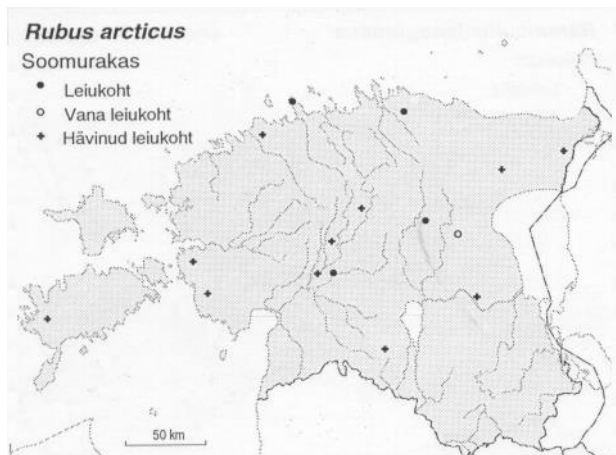 Rubus arcticus
Soomurakas
Leiukoht
Vana leiukoht
Hävinud leiukoht
50 km